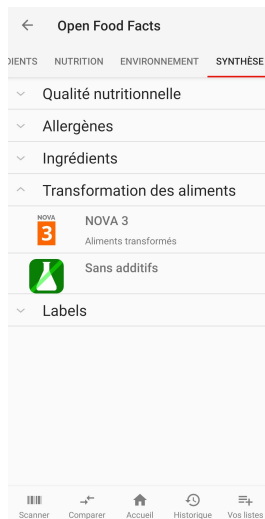 Open Food Facts
DIENTS NUTRITION ENVIRONNEMENT SYNTHÈSE
Qualité nutritionnelle
Allergènes
Ingrédients
Transformation des aliments
NOVA
3
NOVA 3
Aliments transformés
Sans additifs
Labels
Scanner Comparer Accueil Historique Vos listes